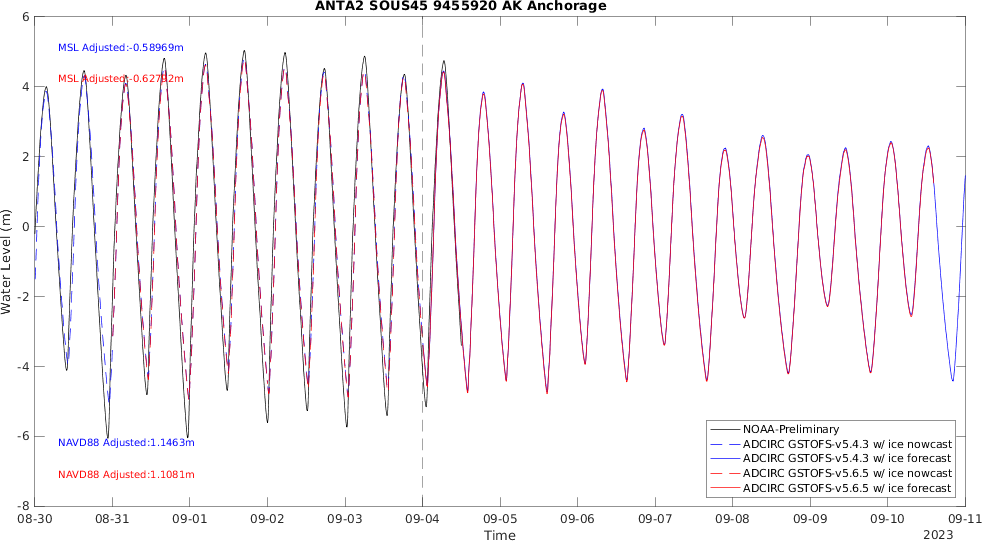 ANTA2 SOUS45 9455920 AK Anchorage
6
4
2
0
-2
-4
-6
-8
Water Level (m)
MSL Adjusted:-0.58969m
MSL Adjusted:-0.62792m
NAVD88 Adjusted:1.1463m
NAVD88 Adjusted:1.1081m
NOAA-Preliminary
ADCIRC GSTOFS-v5.4.3 w/ ice nowcast
ADCIRC GSTOFS-v5.4.3 w/ ice forecast
ADCIRC GSTOFS-v5.6.5 w/ ice nowcast
ADCIRC GSTOFS-v5.6.5 w/ ice forecast
08-30 08-31 09-01 09-02 09-03 09-04 09-05 09-06 09-07 09-08 09-09 09-10 09-11
Time
2023